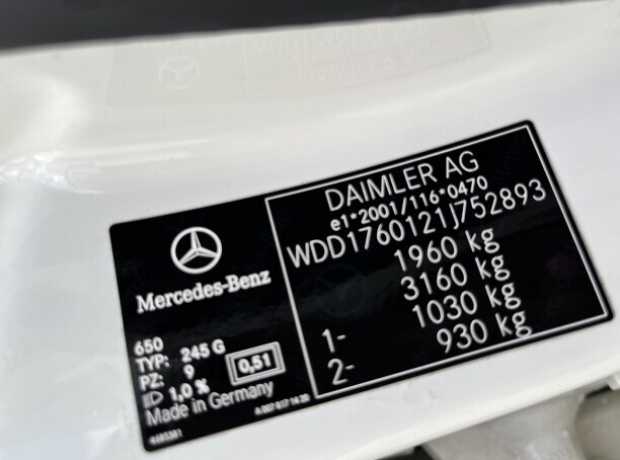 DAIMLER AG
e1*2001/116*0470
WDD1760121J752893
1960 kg
3160 kg
1- 1030 kg
2- 930 kg
Mercedes-Benz
650
TYP: 245 G
PZ: 9
0,51
1,0 %
Made in Germany